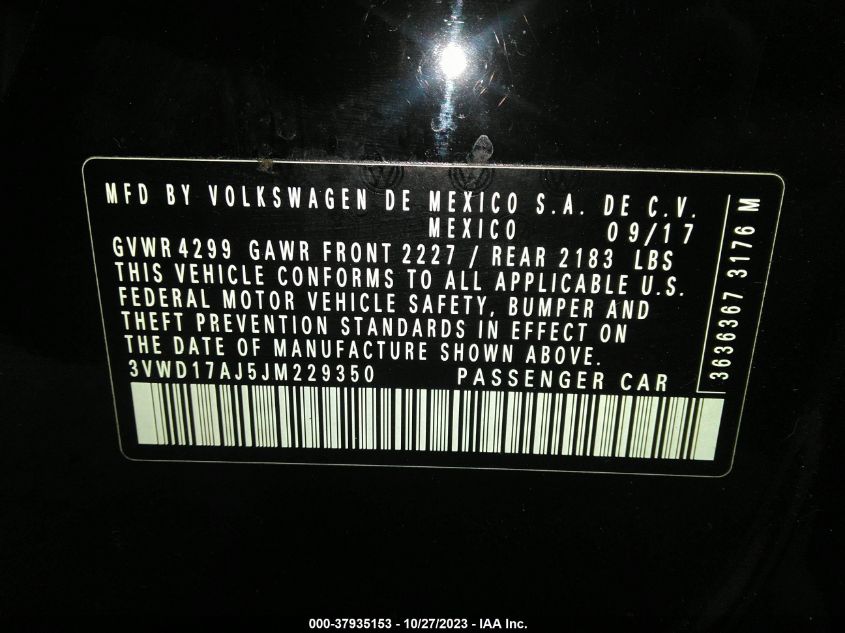 MFD BY VOLKSWAGEN DE MEXICO S.A. DE C.V.
MEXICO 09/17
GVWR 4299 GAWR FRONT 2227 / REAR 2183 LBS
THIS VEHICLE CONFORMS TO ALL APPLICABLE U.S.
FEDERAL MOTOR VEHICLE SAFETY, BUMPER AND
THEFT PREVENTION STANDARDS IN EFFECT ON
THE DATE OF MANUFACTURE SHOWN ABOVE.
3VWD17AJ5JM229350 PASSENGER CAR
3636367 3176 M
000-37935153 - 10/27/2023 - IAA Inc.